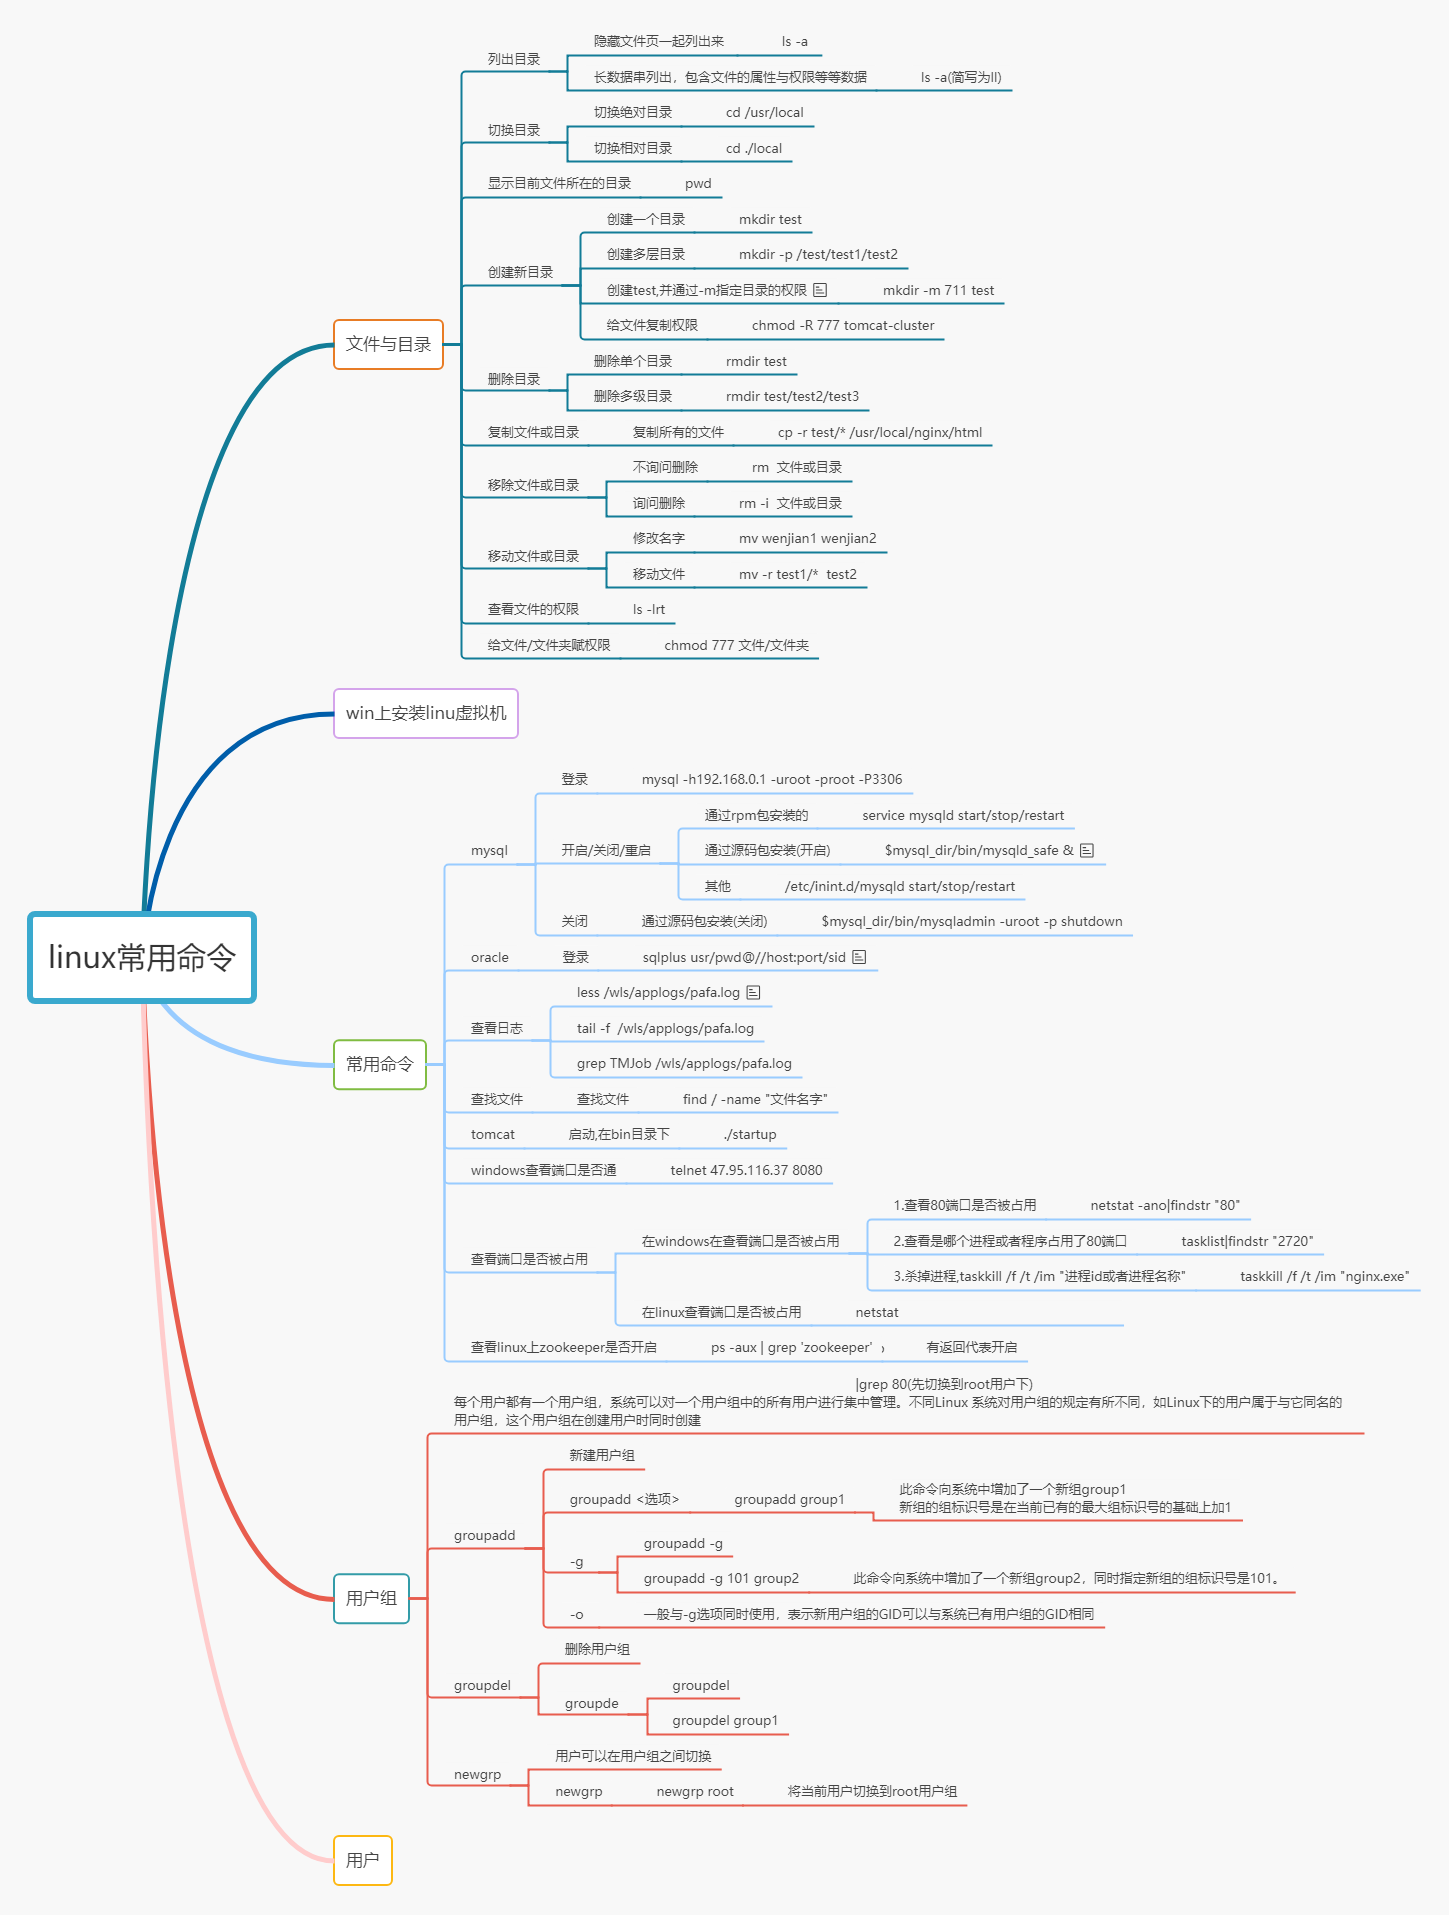 linux常用命令
文件与目录
列出目录
隐藏文件页一起列出来
ls -a
长数据串列出，包含文件的属性与权限等等数据
ls -a(简写为ll)
切换目录
切换绝对目录
cd /usr/local
切换相对目录
cd ./local
显示目前文件所在的目录
pwd
创建新目录
创建一个目录
mkdir test
创建多层目录
mkdir -p /test/test1/test2
创建test,并通过-m指定目录的权限
mkdir -m 711 test
给文件复制权限
chmod -R 777 tomcat-cluster
删除目录
删除单个目录
rmdir test
删除多级目录
rmdir test/test2/test3
复制文件或目录
复制所有的文件
cp -r test/* /usr/local/nginx/html
移除文件或目录
不询问删除
rm  文件或目录
询问删除
rm -i  文件或目录
移动文件或目录
修改名字
mv wenjian1 wenjian2
移动文件
mv -r test1/*  test2
查看文件的权限
ls -lrt
给文件/文件夹赋权限
chmod 777 文件/文件夹
win上安装linu虚拟机
常用命令
mysql
登录
mysql -h192.168.0.1 -uroot -proot -P3306
开启/关闭/重启
通过rpm包安装的
service mysqld start/stop/restart
通过源码包安装(开启)
$mysql_dir/bin/mysqld_safe &
其他
/etc/inint.d/mysqld start/stop/restart
关闭
通过源码包安装(关闭)
$mysql_dir/bin/mysqladmin -uroot -p shutdown
oracle
登录
sqlplus usr/pwd@//host:port/sid
查看日志
less /wls/applogs/pafa.log
tail -f  /wls/applogs/pafa.log
grep TMJob /wls/applogs/pafa.log
查找文件
查找文件
find / -name "文件名字"
tomcat
启动,在bin目录下
./startup
windows查看端口是否通
telnet 47.95.116.37 8080
查看端口是否被占用
在windows在查看端口是否被占用
1.查看80端口是否被占用
netstat -ano|findstr "80"
2.查看是哪个进程或者程序占用了80端口
tasklist|findstr "2720"
3.杀掉进程,taskkill /f /t /im "进程id或者进程名称"
taskkill /f /t /im "nginx.exe"
在linux查看端口是否被占用
netstat
查看linux上zookeeper是否开启
ps -aux | grep 'zookeeper'
有返回代表开启
|grep 80(先切换到root用户下)
用户组
每个用户都有一个用户组，系统可以对一个用户组中的所有用户进行集中管理。不同Linux 系统对用户组的规定有所不同，如Linux下的用户属于与它同名的
用户组，这个用户组在创建用户时同时创建
groupadd
新建用户组
groupadd <选项>
groupadd group1
此命令向系统中增加了一个新组group1
新组的组标识号是在当前已有的最大组标识号的基础上加1
-g
groupadd -g
groupadd -g 101 group2
此命令向系统中增加了一个新组group2，同时指定新组的组标识号是101。
-o
一般与-g选项同时使用，表示新用户组的GID可以与系统已有用户组的GID相同
groupdel
删除用户组
groupde
groupdel
groupdel group1
newgrp
用户可以在用户组之间切换
newgrp
newgrp root
将当前用户切换到root用户组
用户